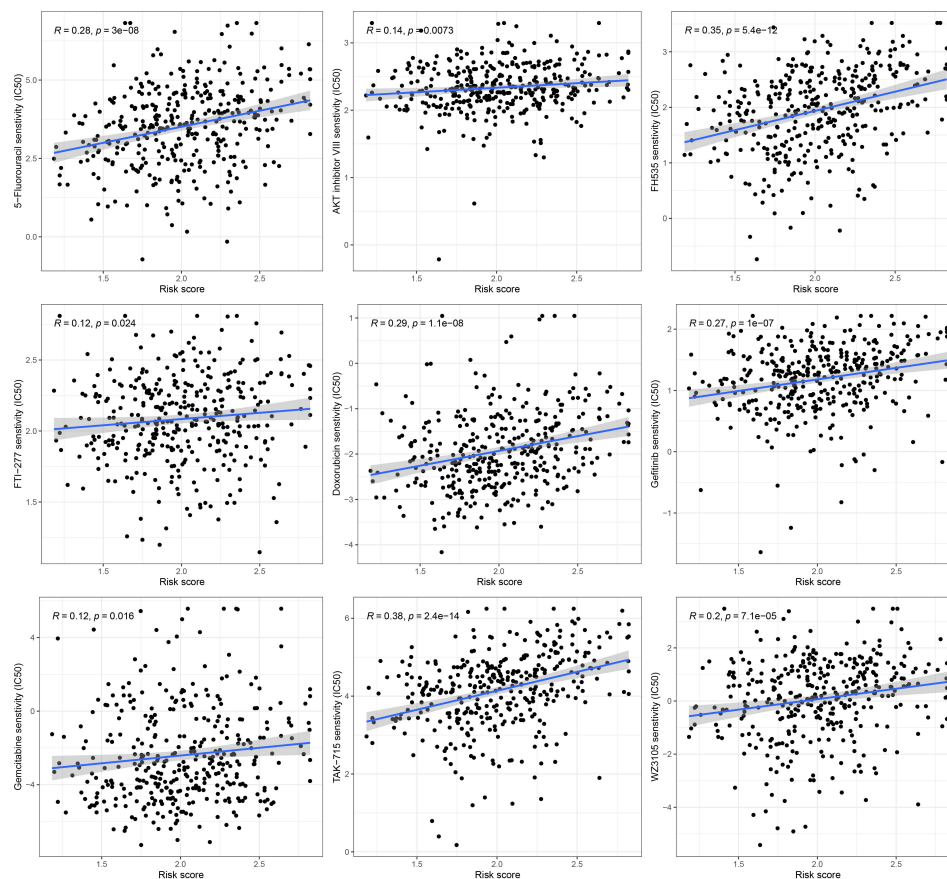 R = 0.28, p = 3e−08
5.0
2.5
0.0
5−Fluorouracil senstivity (IC50)
1.5 2.0 2.5
Risk score
R = 0.14, p = 0.0073
3
2
1
0
AKT inhibitor VIII senstivity (IC50)
1.5 2.0 2.5
Risk score
R = 0.35, p = 5.4e−12
3
2
1
0
FH535 senstivity (IC50)
1.5 2.0 2.5
Risk score
R = 0.12, p = 0.024
2.5
2.0
1.5
FTI−277 senstivity (IC50)
1.5 2.0 2.5
Risk score
R = 0.29, p = 1.1e−08
1
0
−1
−2
−3
−4
Doxorubicin senstivity (IC50)
1.5 2.0 2.5
Risk score
R = 0.27, p = 1e−07
2
1
0
−1
Gefitinib senstivity (IC50)
1.5 2.0 2.5
Risk score
R = 0.12, p = 0.016
4
0
−4
Gemcitabine senstivity (IC50)
1.5 2.0 2.5
Risk score
R = 0.38, p = 2.4e−14
6
4
2
0
TAK−715 senstivity (IC50)
1.5 2.0 2.5
Risk score
R = 0.2, p = 7.1e−05
2
0
−2
−4
WZ3105 senstivity (IC50)
1.5 2.0 2.5
Risk score